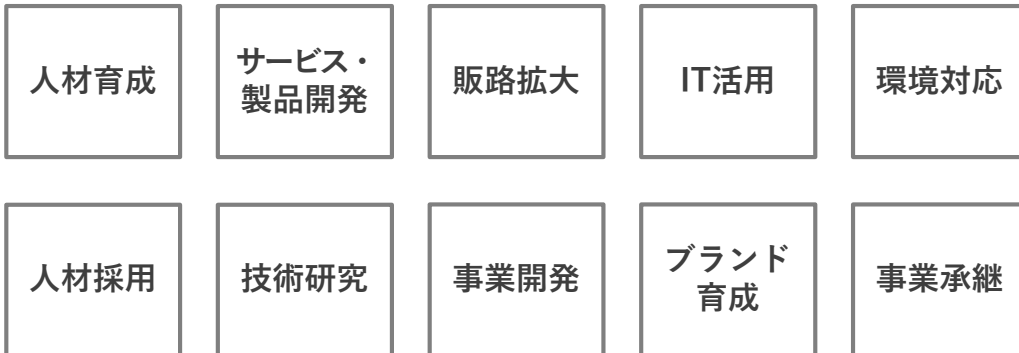 人材育成
サービス・
製品開発
販路拡大
IT活用
環境対応
人材採用
技術研究
事業開発
ブランド
育成
事業承継